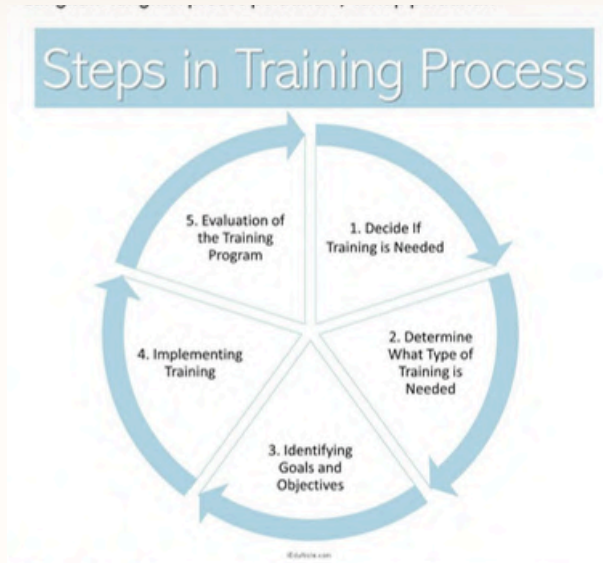 Steps in Training Process
1. Decide If
Training is Needed
2. Determine
What Type of
Training is
Needed
3. Identifying
Goals and
Objectives
4. Implementing
Training
5. Evaluation of
the Training
Program